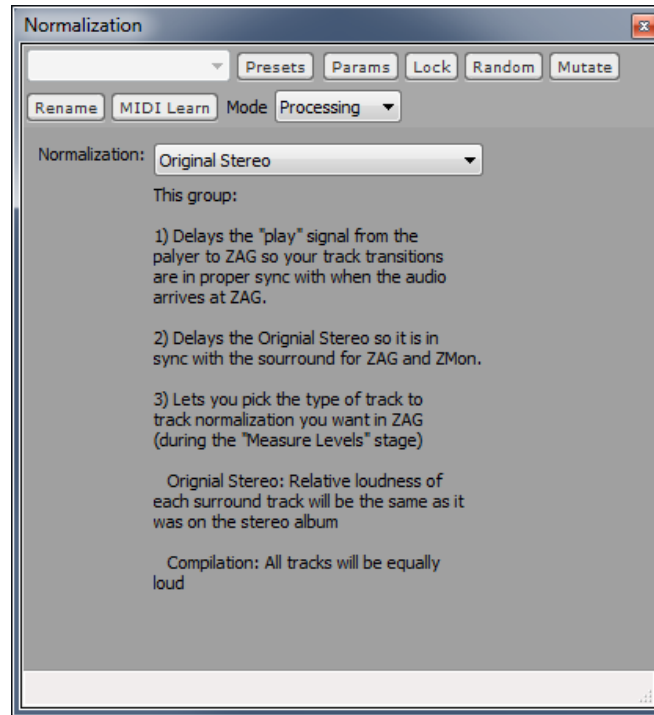 Normalization
Presets Params Lock Random Mutate
Rename MIDI Learn Mode Processing
Normalization: Original Stereo
This group:
1) Delays the "play" signal from the
palyer to ZAG so your track transitions
are in proper sync with when the audio
arrives at ZAG.
2) Delays the Orignial Stereo so it is in
sync with the sourround for ZAG and ZMon.
3) Lets you pick the type of track to
track normalization you want in ZAG
(during the "Measure Levels" stage)
Orignial Stereo: Relative loudness of
each surround track will be the same as it
was on the stereo album
Compilation: All tracks will be equally
loud